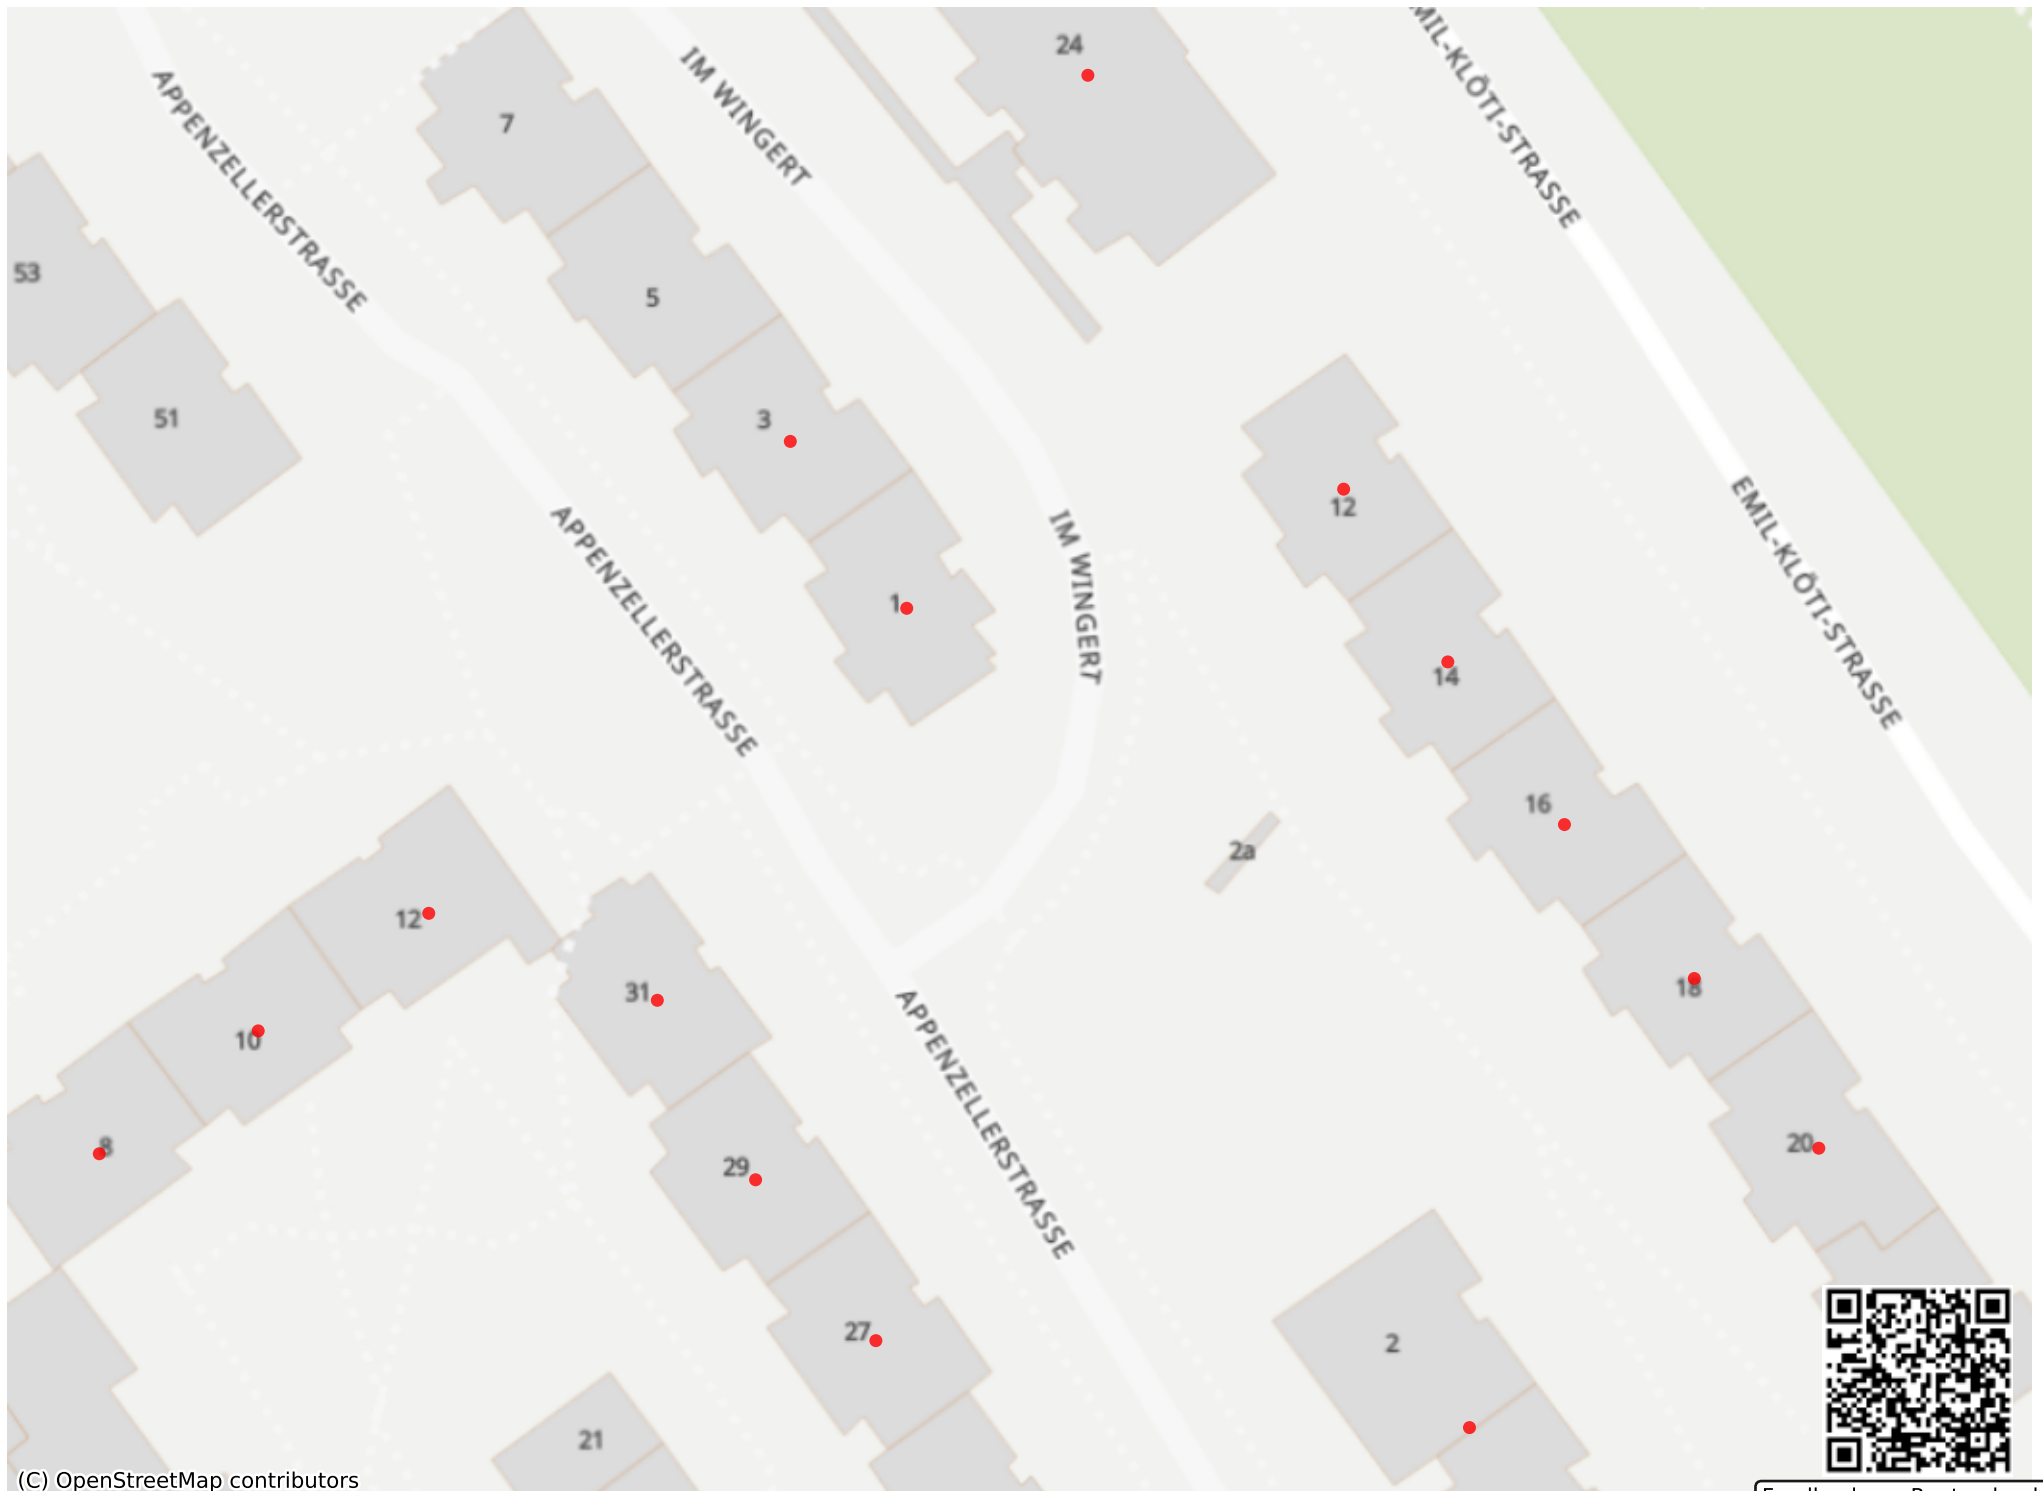 24
EMIL-KLÖTI-STRASSE
IM WINGERT
APPENZELLERSTRASSE
7
53
5
51
3
12
APPENZELLERSTRASSE
IM WINGERT
EMIL-KLÖTI-STRASSE
1
14
16
2a
12
31
18
10
APPENZELLERSTRASSE
8
29
20
27
2
21
(C) OpenStreetMap contributors